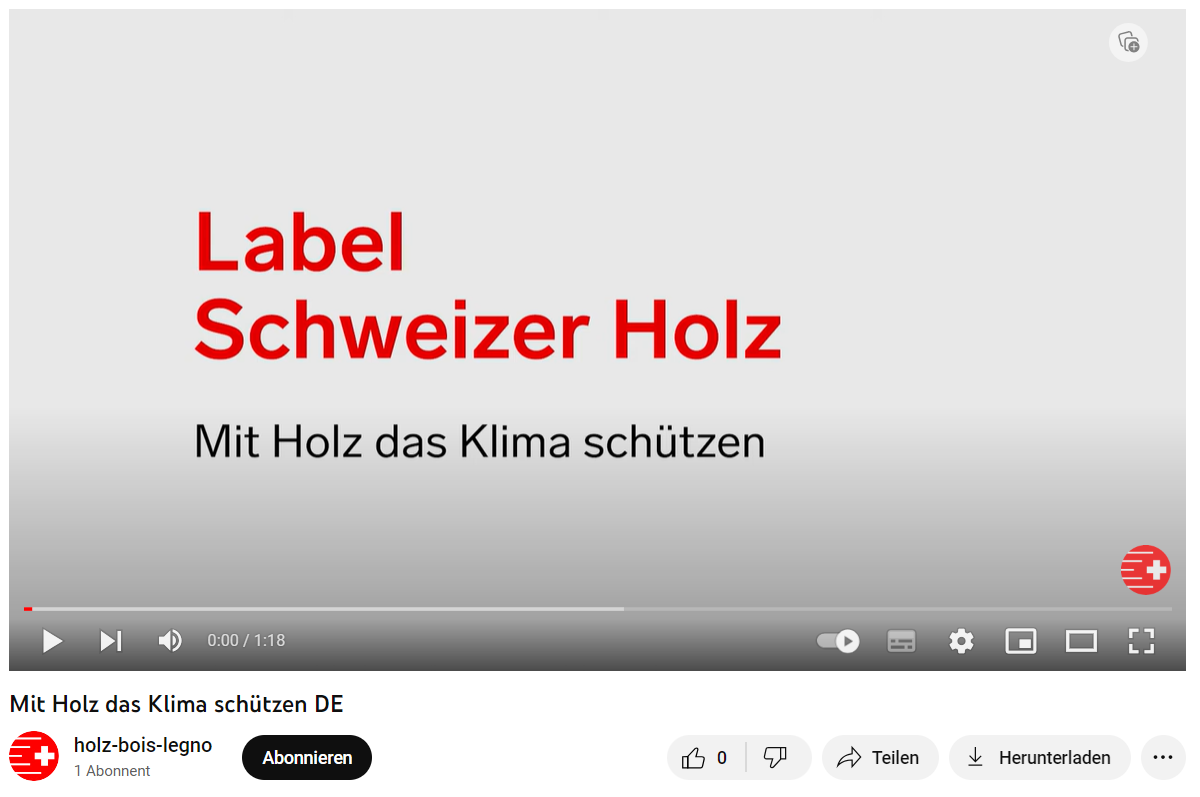 Label
Schweizer Holz
Mit Holz das Klima schützen
0:00 / 1:18
Mit Holz das Klima schützen DE
holz-bois-legno
1 Abonnent
Abonnieren
0
Teilen
Herunterladen